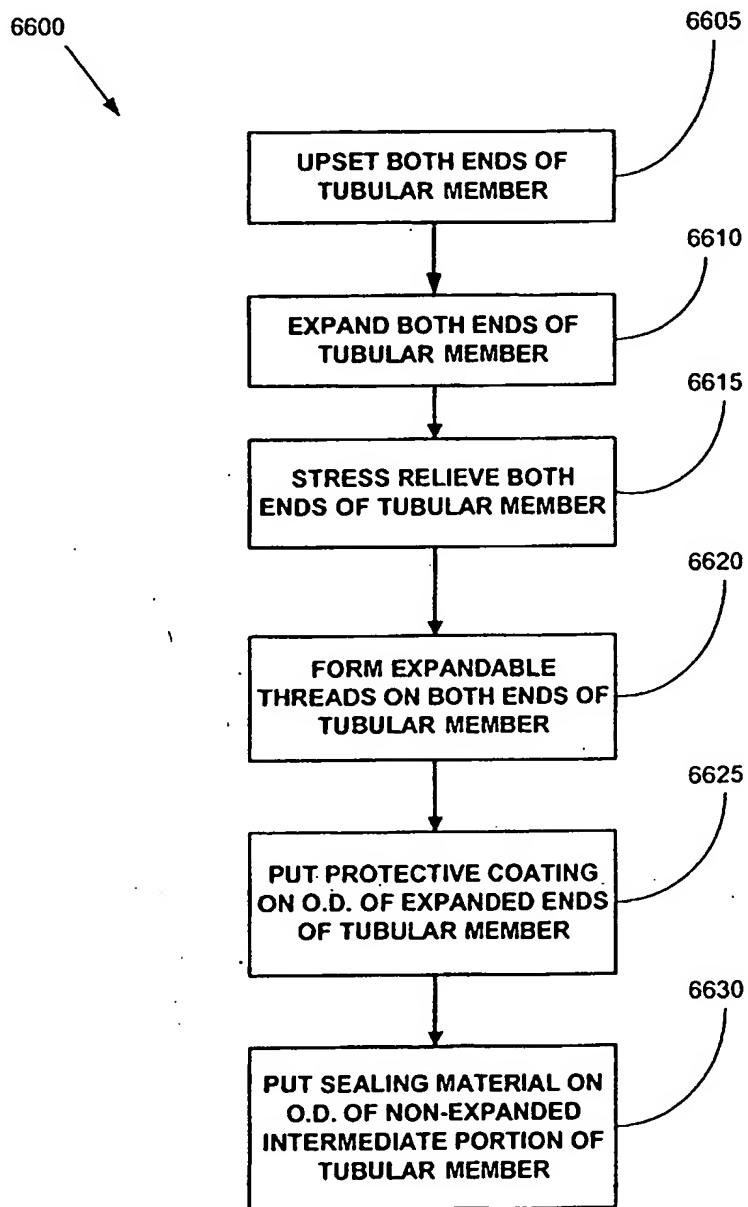 6600
6605
UPSET BOTH ENDS OF
TUBULAR MEMBER
6610
EXPAND BOTH ENDS OF
TUBULAR MEMBER
6615
STRESS RELIEVE BOTH
ENDS OF TUBULAR MEMBER
6620
FORM EXPANDABLE
THREADS ON BOTH ENDS OF
TUBULAR MEMBER
6625
PUT PROTECTIVE COATING
ON O.D. OF EXPANDED ENDS
OF TUBULAR MEMBER
6630
PUT SEALING MATERIAL ON
O.D. OF NON-EXPANDED
INTERMEDIATE PORTION OF
TUBULAR MEMBER